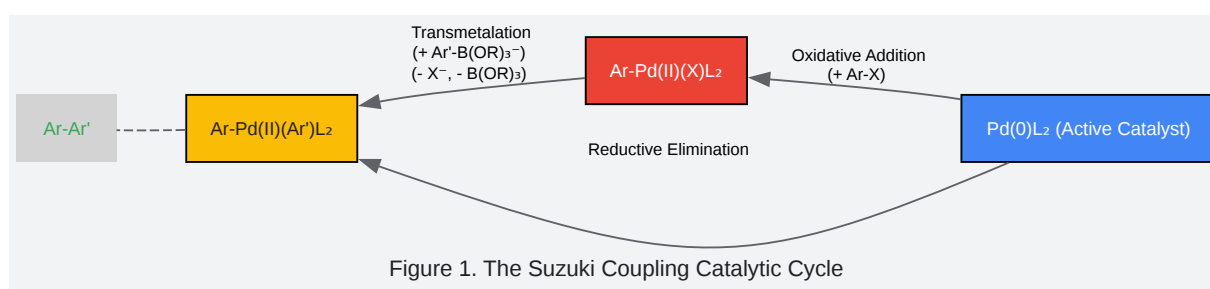 Transmetalation
(+ Ar'-B(OR)₃⁻)
(- X⁻, - B(OR)₃)
Ar-Pd(II)(X)L₂
Oxidative Addition
(+ Ar-X)
Ar-Ar'
Ar-Pd(II)(Ar')L₂
Pd(0)L₂ (Active Catalyst)
Reductive Elimination
Figure 1. The Suzuki Coupling Catalytic Cycle